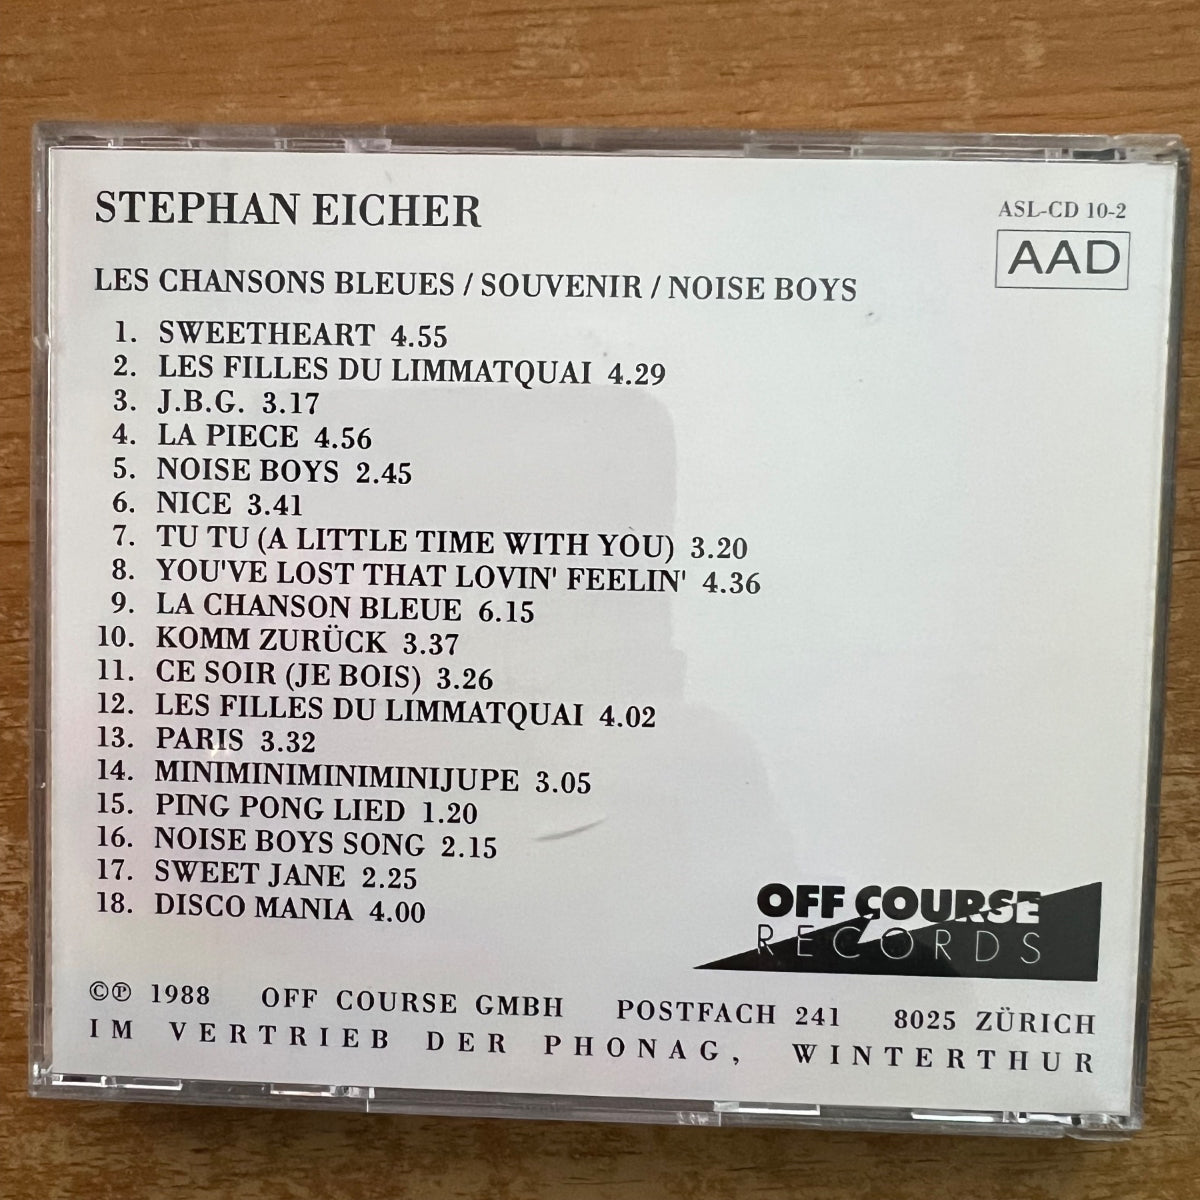 STEPHAN EICHER
ASL-CD 10-2
AAD
LES CHANSONS BLEUES / SOUVENIR / NOISE BOYS
1. SWEETHEART 4.55
2. LES FILLES DU LIMMATQUAI 4.29
3. J.B.G. 3.17
4. LA PIECE 4.56
5. NOISE BOYS 2.45
6. NICE 3.41
7. TU TU (A LITTLE TIME WITH YOU) 3.20
8. YOU'VE LOST THAT LOVIN' FEELIN' 4.36
9. LA CHANSON BLEUE 6.15
10. KOMM ZURÜCK 3.37
11. CE SOIR (JE BOIS) 3.26
12. LES FILLES DU LIMMATQUAI 4.02
13. PARIS 3.32
14. MINIMINIMINIMINIJUPE 3.05
15. PING PONG LIED 1.20
16. NOISE BOYS SONG 2.15
17. SWEET JANE 2.25
18. DISCO MANIA 4.00
OFF COURSE
RECORDS
©℗ 1988 OFF COURSE GMBH POSTFACH 241 8025 ZÜRICH
IM VERTRIEB DER PHONAG, WINTERTHUR